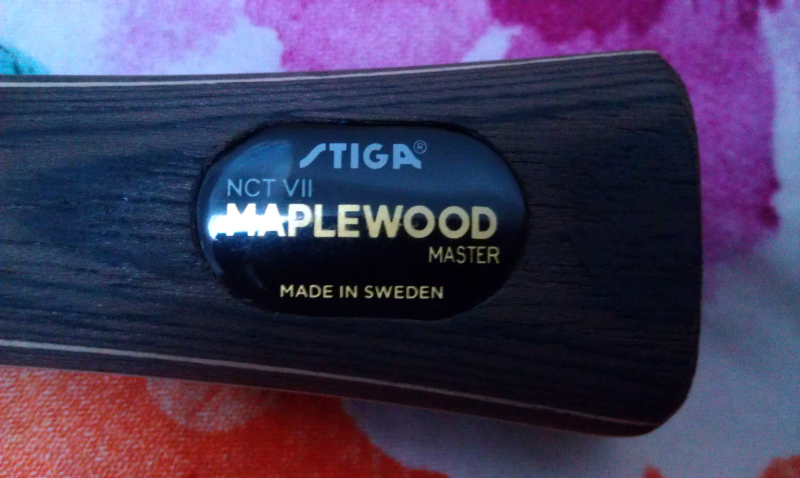 STIGA®
NCT VII
MAPLEWOOD
MASTER
MADE IN SWEDEN